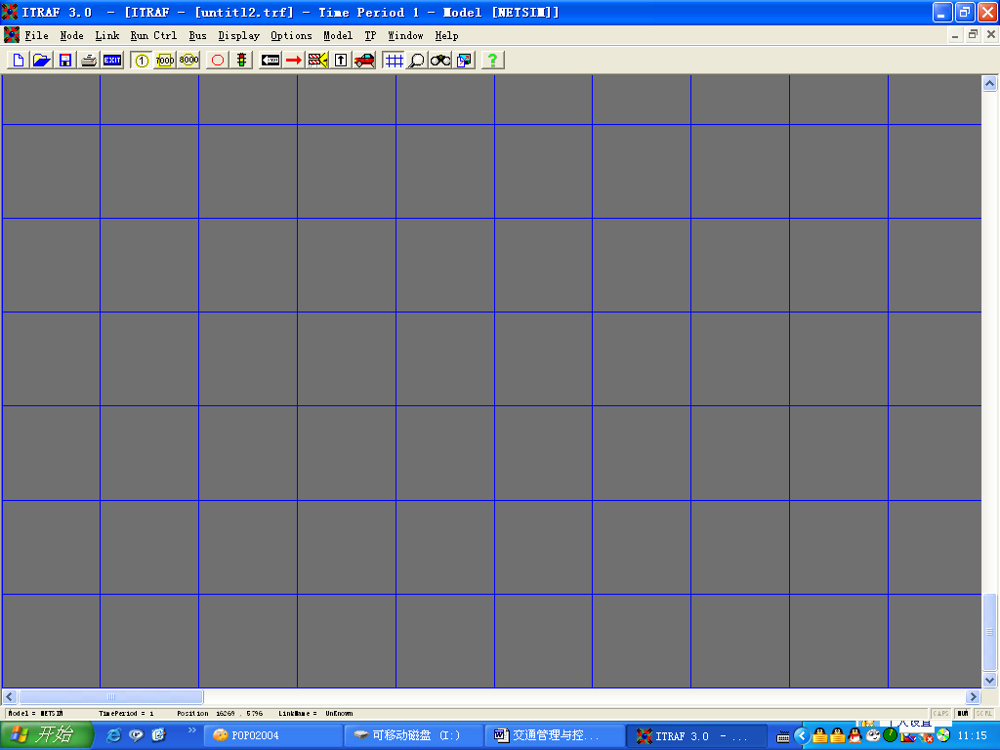 ITRAF 3.0 - [ITRAF - [untitl2.trf] - Time Period 1 - Model [NETSIM]]
File Node Link Run Ctrl Bus Display Options Model TP Window Help
EXIT 1 7000 8000 ?
Model = NETSIM TimePeriod = 1 Position 16269 , 5796 LinkName = UnKnown CAPS NUM SCRL
开始 POPO2004 可移动磁盘 (I:) 交通管理与控... ITRAF 3.0 - ... 11:15